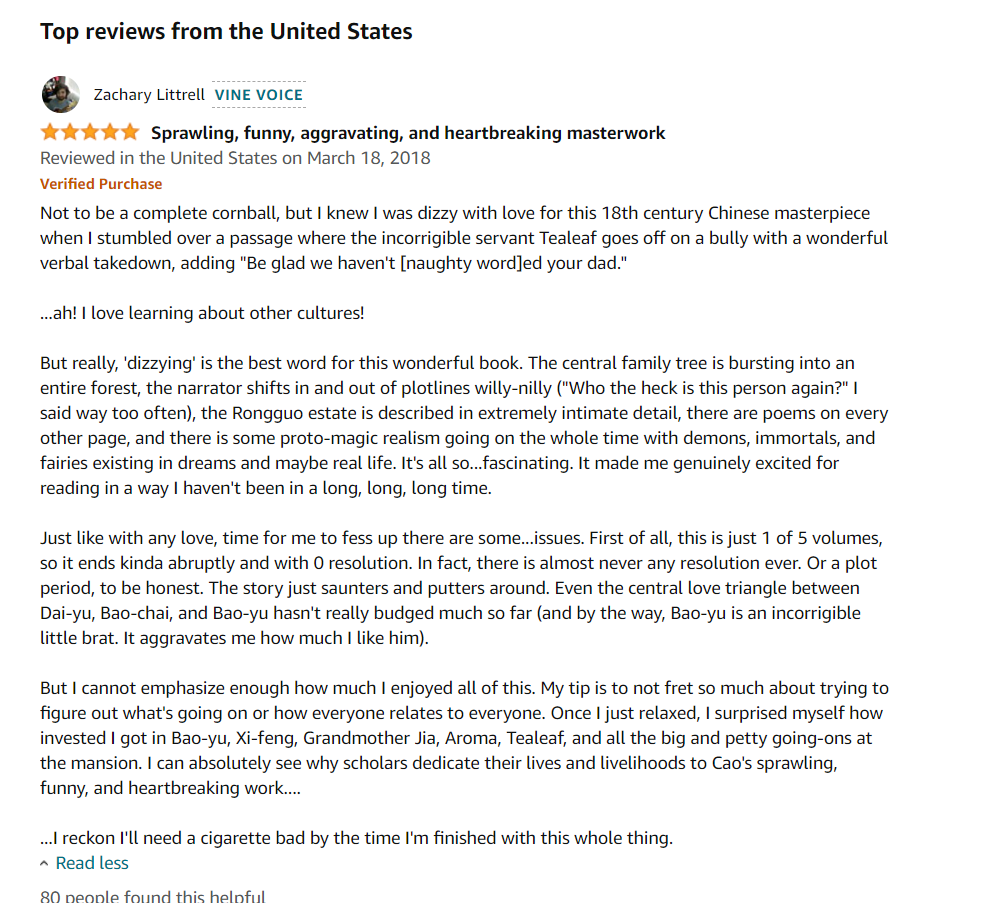 Top reviews from the United States
Zachary Littrell VINE VOICE
Sprawling, funny, aggravating, and heartbreaking masterwork
Reviewed in the United States on March 18, 2018
Verified Purchase
Not to be a complete cornball, but I knew I was dizzy with love for this 18th century Chinese masterpiece
when I stumbled over a passage where the incorrigible servant Tealeaf goes off on a bully with a wonderful
verbal takedown, adding "Be glad we haven't [naughty word]ed your dad."
...ah! I love learning about other cultures!
But really, 'dizzying' is the best word for this wonderful book. The central family tree is bursting into an
entire forest, the narrator shifts in and out of plotlines willy-nilly ("Who the heck is this person again?" I
said way too often), the Rongguo estate is described in extremely intimate detail, there are poems on every
other page, and there is some proto-magic realism going on the whole time with demons, immortals, and
fairies existing in dreams and maybe real life. It's all so...fascinating. It made me genuinely excited for
reading in a way I haven't been in a long, long, long time.
Just like with any love, time for me to fess up there are some...issues. First of all, this is just 1 of 5 volumes,
so it ends kinda abruptly and with 0 resolution. In fact, there is almost never any resolution ever. Or a plot
period, to be honest. The story just saunters and putters around. Even the central love triangle between
Dai-yu, Bao-chai, and Bao-yu hasn't really budged much so far (and by the way, Bao-yu is an incorrigible
little brat. It aggravates me how much I like him).
But I cannot emphasize enough how much I enjoyed all of this. My tip is to not fret so much about trying to
figure out what's going on or how everyone relates to everyone. Once I just relaxed, I surprised myself how
invested I got in Bao-yu, Xi-feng, Grandmother Jia, Aroma, Tealeaf, and all the big and petty going-ons at
the mansion. I can absolutely see why scholars dedicate their lives and livelihoods to Cao's sprawling,
funny, and heartbreaking work....
...I reckon I'll need a cigarette bad by the time I'm finished with this whole thing.
Read less
80 people found this helpful